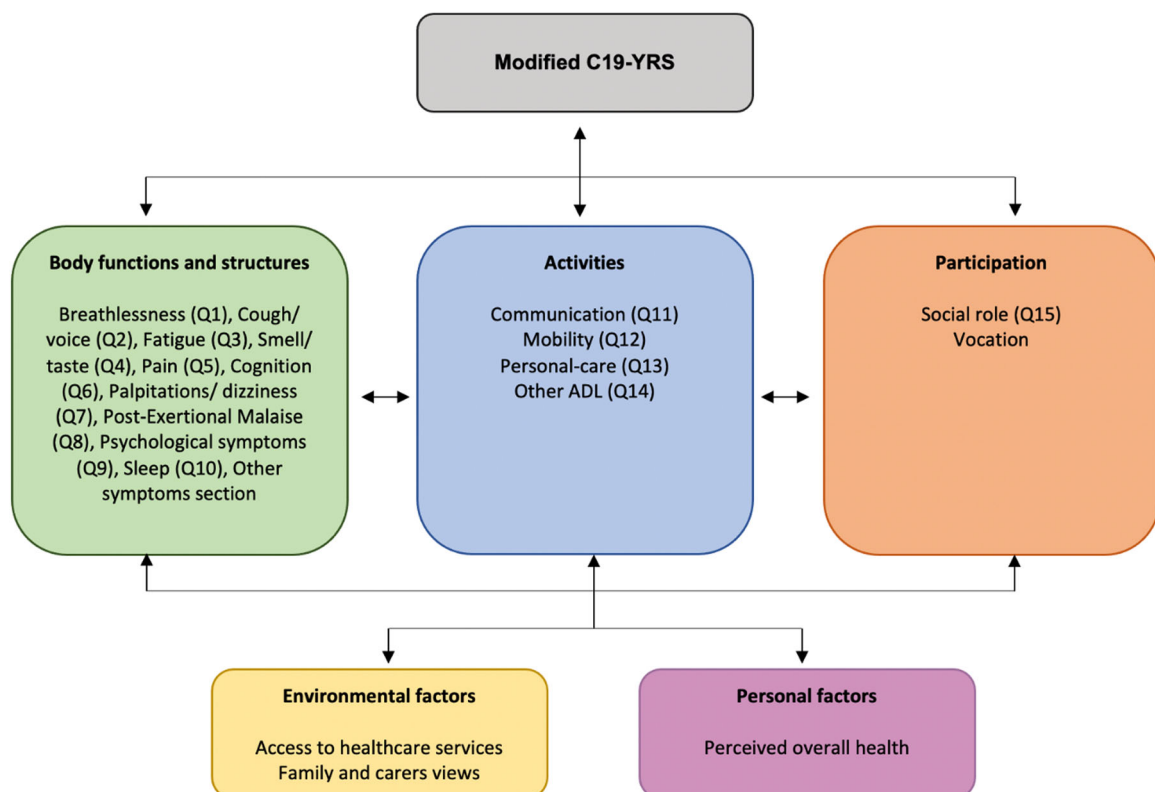 Modified C19-YRS
Body functions and structures
Breathlessness (Q1), Cough/
voice (Q2), Fatigue (Q3), Smell/
taste (Q4), Pain (Q5), Cognition
(Q6), Palpitations/ dizziness
(Q7), Post-Exertional Malaise
(Q8), Psychological symptoms
(Q9), Sleep (Q10), Other
symptoms section
Activities
Communication (Q11)
Mobility (Q12)
Personal-care (Q13)
Other ADL (Q14)
Participation
Social role (Q15)
Vocation
Environmental factors
Access to healthcare services
Family and carers views
Personal factors
Perceived overall health